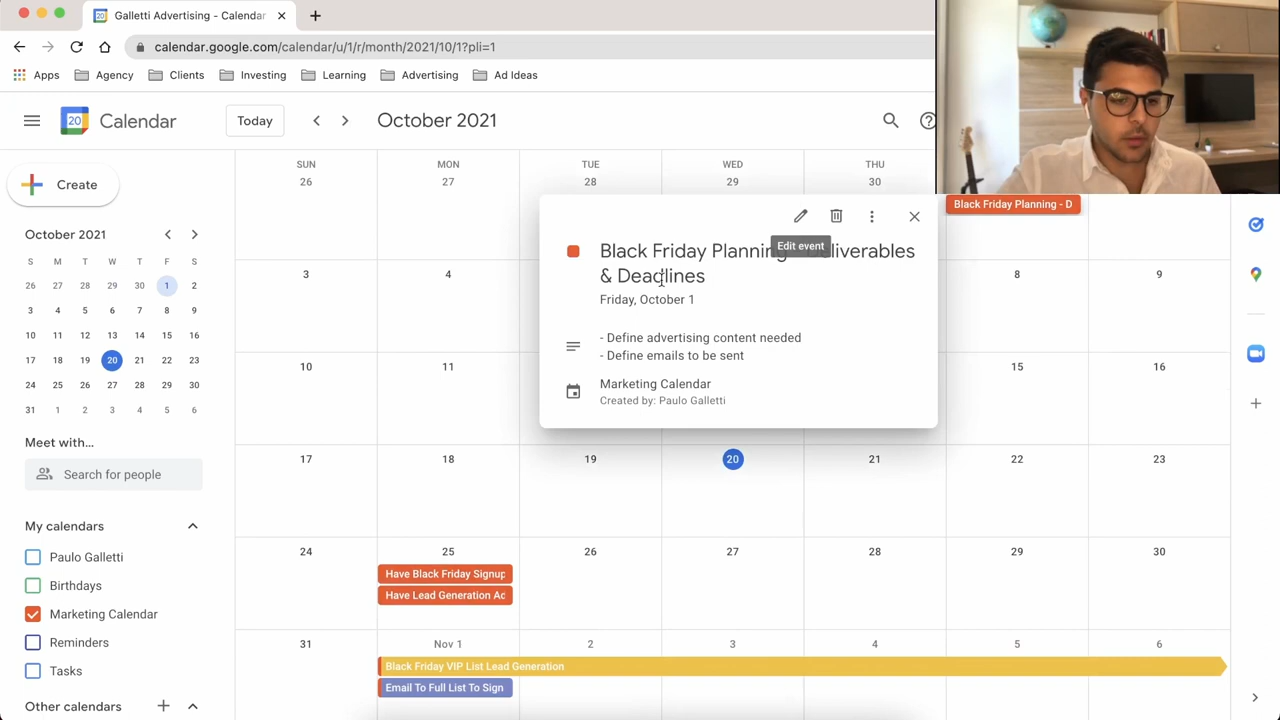 Galletti Advertising - Calendar
calendar.google.com/calendar/u/1/r/month/2021/10/1?pli=1
Apps Agency Clients Investing Learning Advertising Ad Ideas
20 Calendar Today October 2021
Create
October 2021
S M T W T F S
26 27 28 29 30 1 2
3 4 5 6 7 8 9
10 11 12 13 14 15 16
17 18 19 20 21 22 23
24 25 26 27 28 29 30
31 1 2 3 4 5 6
Meet with...
Search for people
My calendars
Paulo Galletti
Birthdays
Marketing Calendar
Reminders
Tasks
Other calendars
SUN MON TUE WED THU
26 27 28 29 30
Black Friday Planning - D
3 4 8 9
10 11 15 16
17 18 19 20 21 22 23
24 25 26 27 28 29 30
Have Black Friday Signup
Have Lead Generation Ac
31 Nov 1 2 3 4 5 6
Black Friday VIP List Lead Generation
Email To Full List To Sign
Edit event
Black Friday Planning liverables
& Deadlines
Friday, October 1
- Define advertising content needed
- Define emails to be sent
Marketing Calendar
Created by: Paulo Galletti